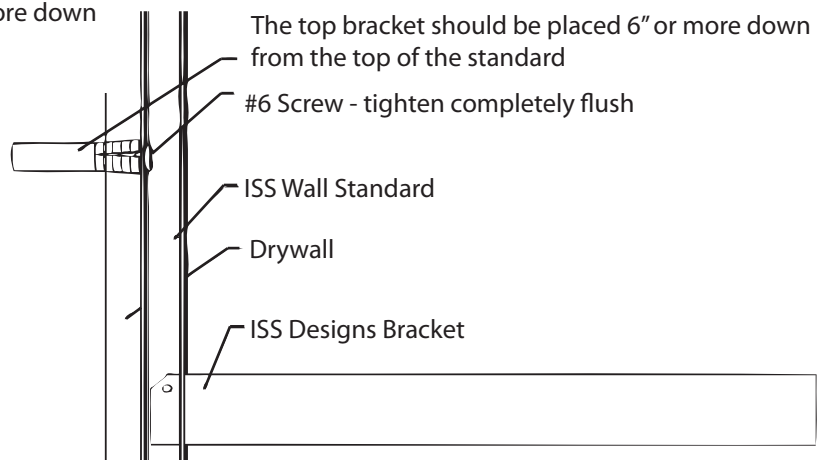 ore down
The top bracket should be placed 6” or more down
from the top of the standard
#6 Screw - tighten completely flush
ISS Wall Standard
Drywall
ISS Designs Bracket